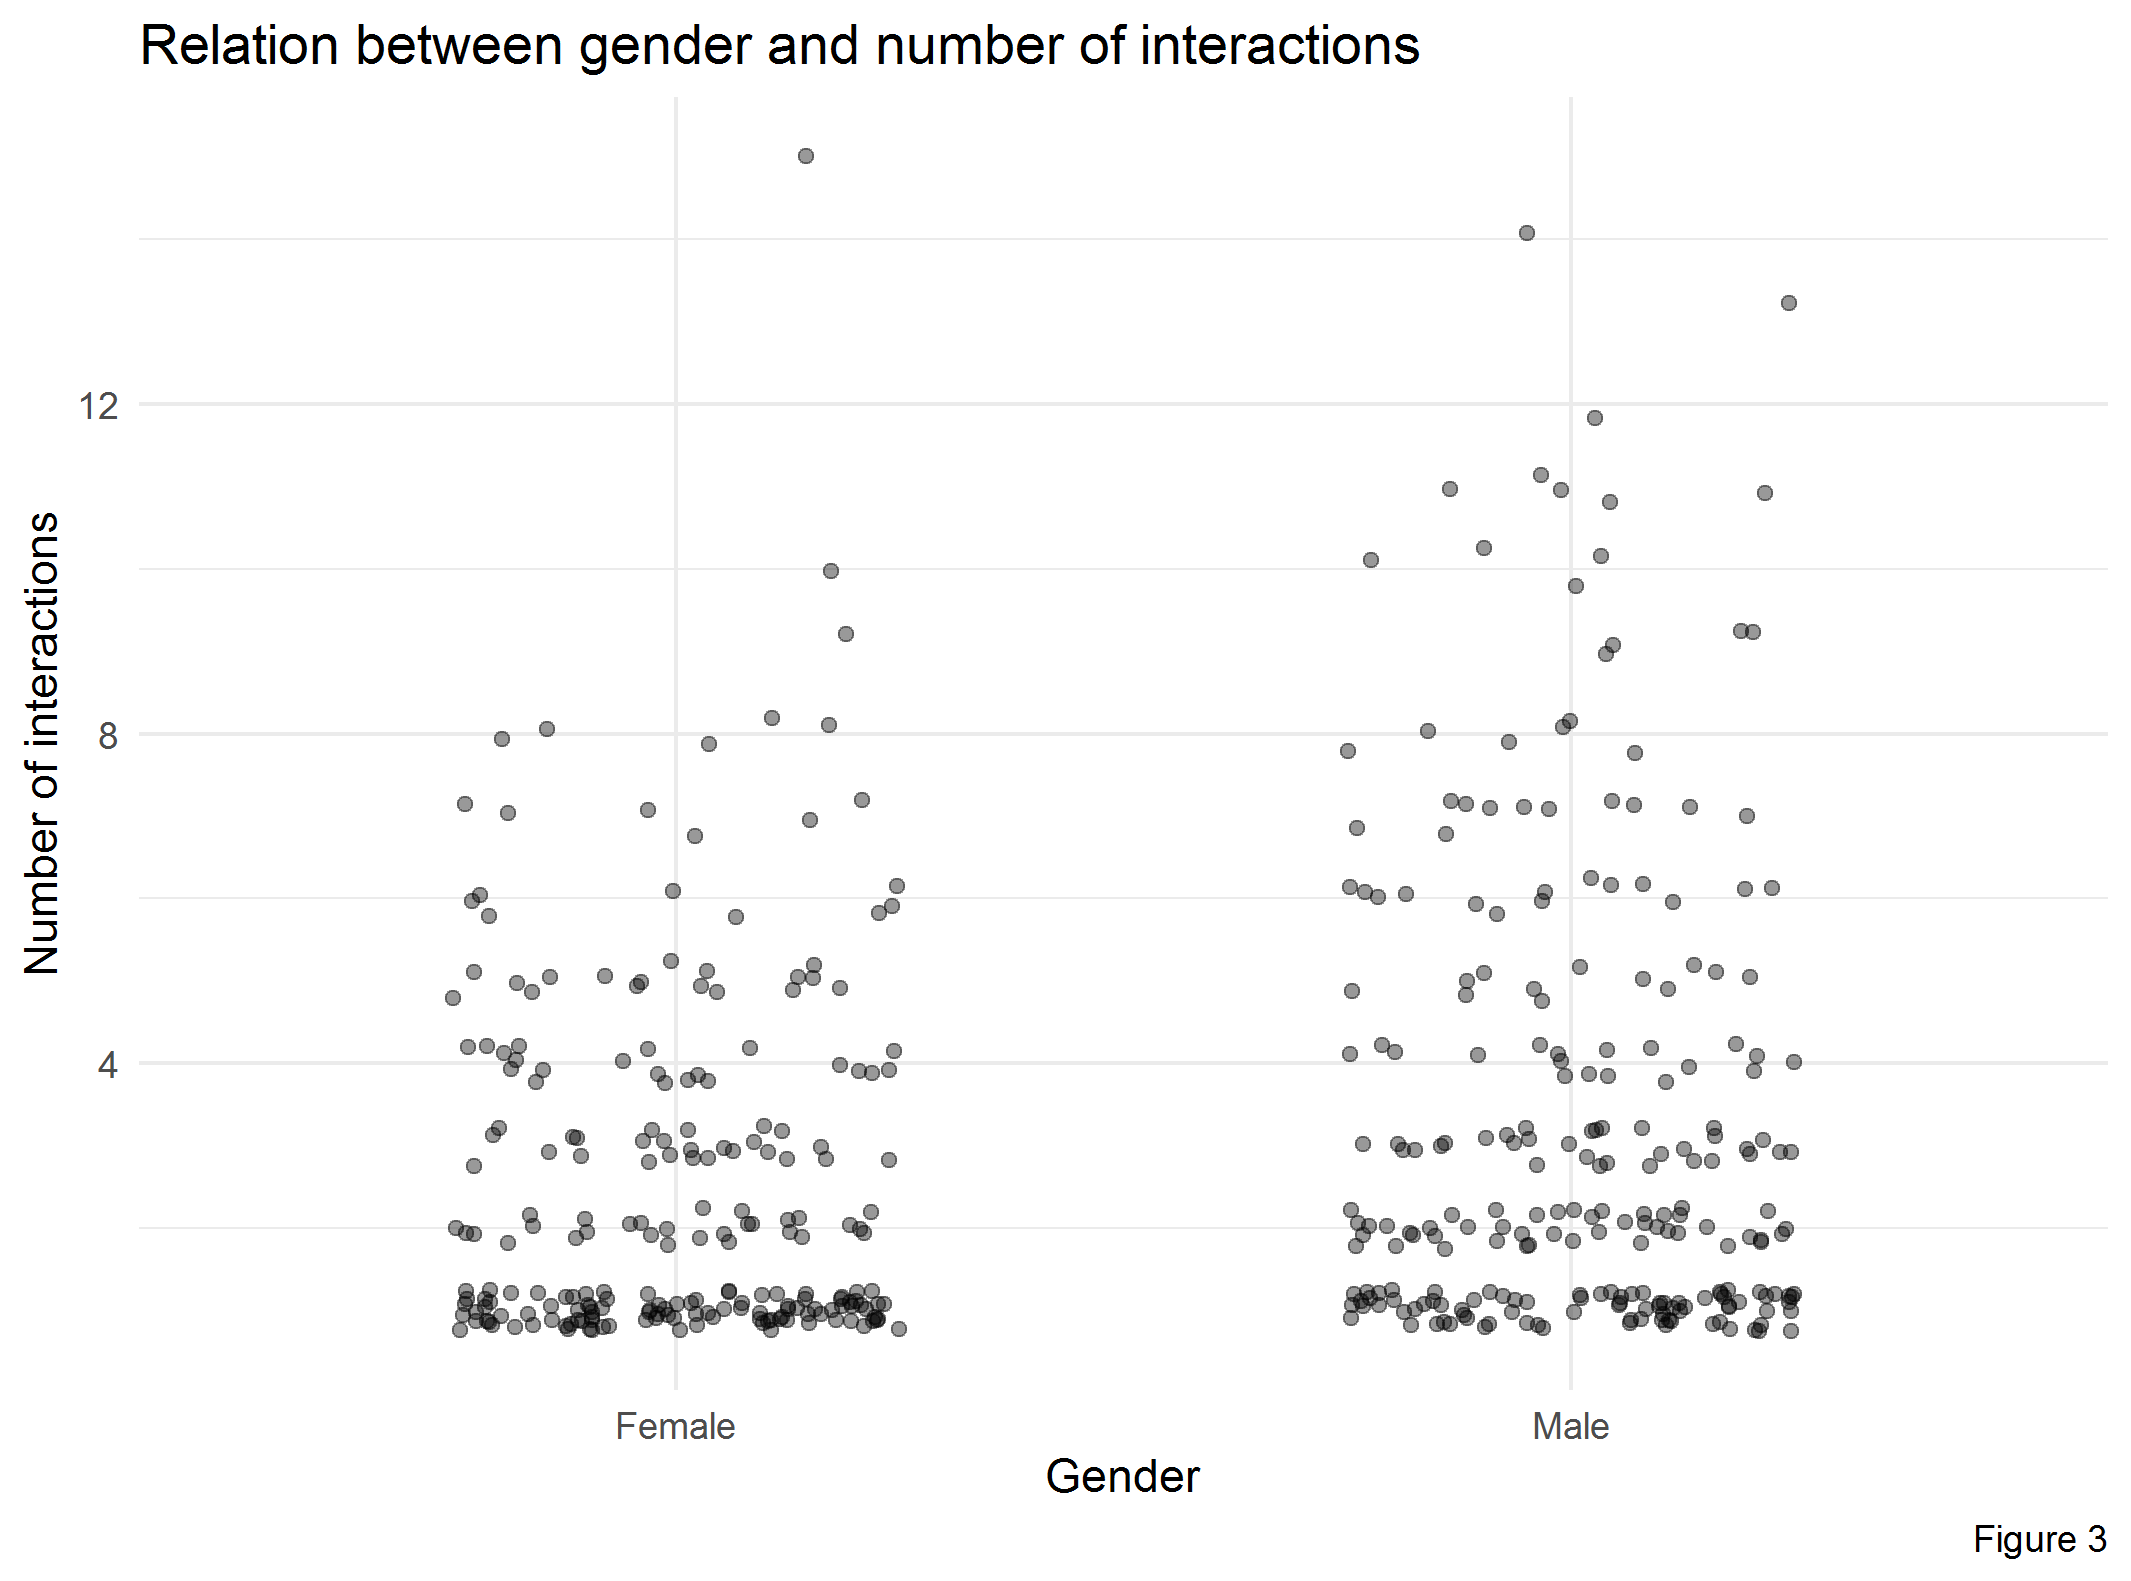 Relation between gender and number of interactions
Number of interactions
12
8
4
Female
Male
Gender
Figure 3